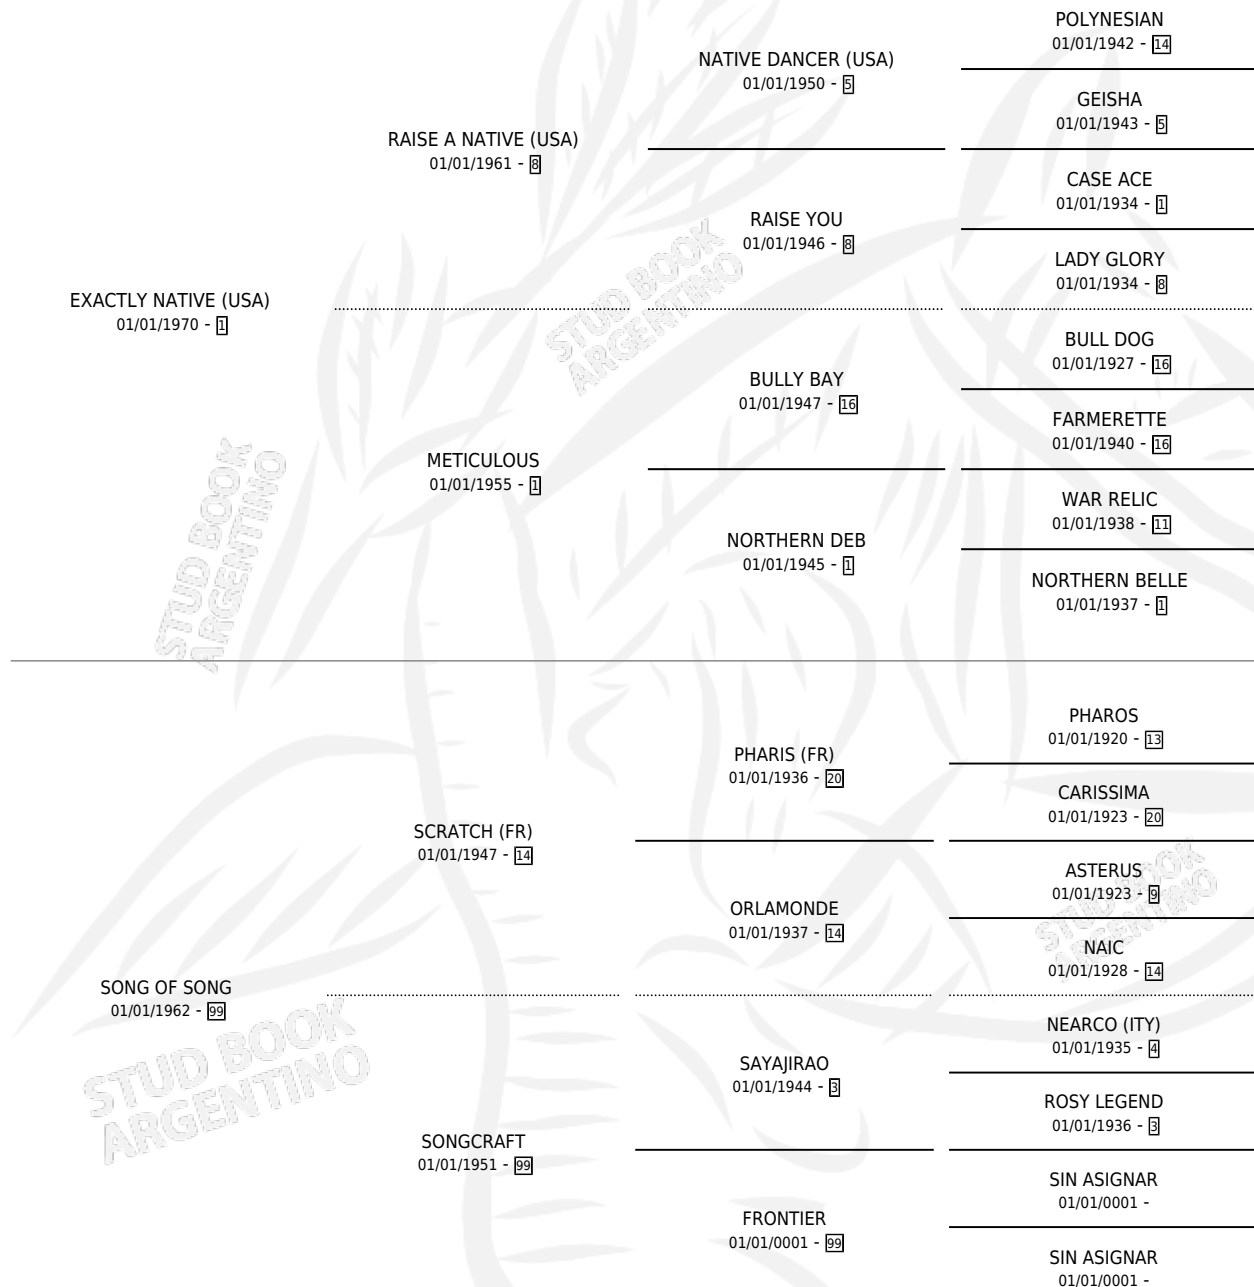 POLYNESIAN
01/01/1942 - 14
NATIVE DANCER (USA)
01/01/1950 - 5
GEISHA
01/01/1943 - 5
RAISE A NATIVE (USA)
01/01/1961 - 8
CASE ACE
01/01/1934 - 1
RAISE YOU
01/01/1946 - 8
LADY GLORY
01/01/1934 - 8
EXACTLY NATIVE (USA)
01/01/1970 - 1
STUD BOOK
ARGENTINO
BULL DOG
01/01/1927 - 16
BULLY BAY
01/01/1947 - 16
FARMERETTE
01/01/1940 - 16
METICULOUS
01/01/1955 - 1
WAR RELIC
01/01/1938 - 11
NORTHERN DEB
01/01/1945 - 1
NORTHERN BELLE
01/01/1937 - 1
STUD BOOK
ARGENTINO
PHAROS
01/01/1920 - 13
PHARIS (FR)
01/01/1936 - 20
CARISSIMA
01/01/1923 - 20
SCRATCH (FR)
01/01/1947 - 14
ASTERUS
01/01/1923 - 9
ORLAMONDE
01/01/1937 - 14
NAIC
01/01/1928 - 14
STUD BOOK
ARGENTINO
SONG OF SONG
01/01/1962 - 99
NEARCO (ITY)
01/01/1935 - 4
SAYAJIRAO
01/01/1944 - 3
ROSY LEGEND
01/01/1936 - 3
STUD BOOK
ARGENTINO
SONGCRAFT
01/01/1951 - 99
SIN ASIGNAR
01/01/0001 -
FRONTIER
01/01/0001 - 99
SIN ASIGNAR
01/01/0001 -